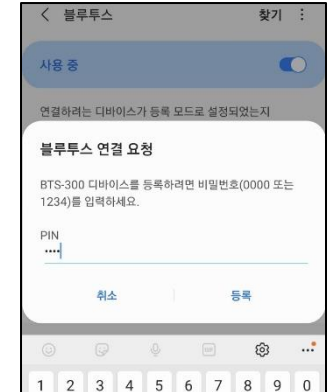 < 블루투스 찾기 ⋮
사용 중
연결하려는 디바이스가 등록 모드로 설정되었는지
블루투스 연결 요청
BTS-300 디바이스를 등록하려면 비밀번호(0000 또는
1234)를 입력하세요.
PIN
••••
취소 등록
GIF
1 2 3 4 5 6 7 8 9 0